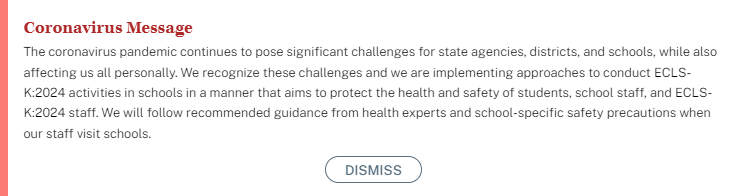 Coronavirus Message
The coronavirus pandemic continues to pose significant challenges for state agencies, districts, and schools, while also
affecting us all personally. We recognize these challenges and we are implementing approaches to conduct ECLS-
K:2024 activities in schools in a manner that aims to protect the health and safety of students, school staff, and ECLS-
K:2024 staff. We will follow recommended guidance from health experts and school-specific safety precautions when
our staff visit schools.
DISMISS